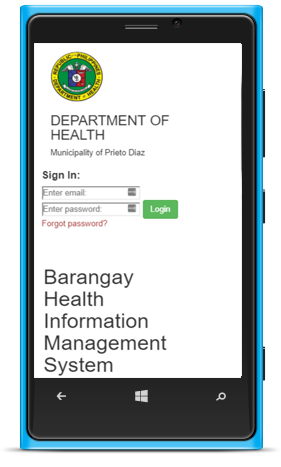 REPUBLIC PHILIPPINES
DEPARTMENT HEALTH
DEPARTMENT OF
HEALTH
Municipality of Prieto Diaz
Sign In:
Enter email:
Enter password:
Login
Forgot password?
Barangay
Health
Information
Management
System